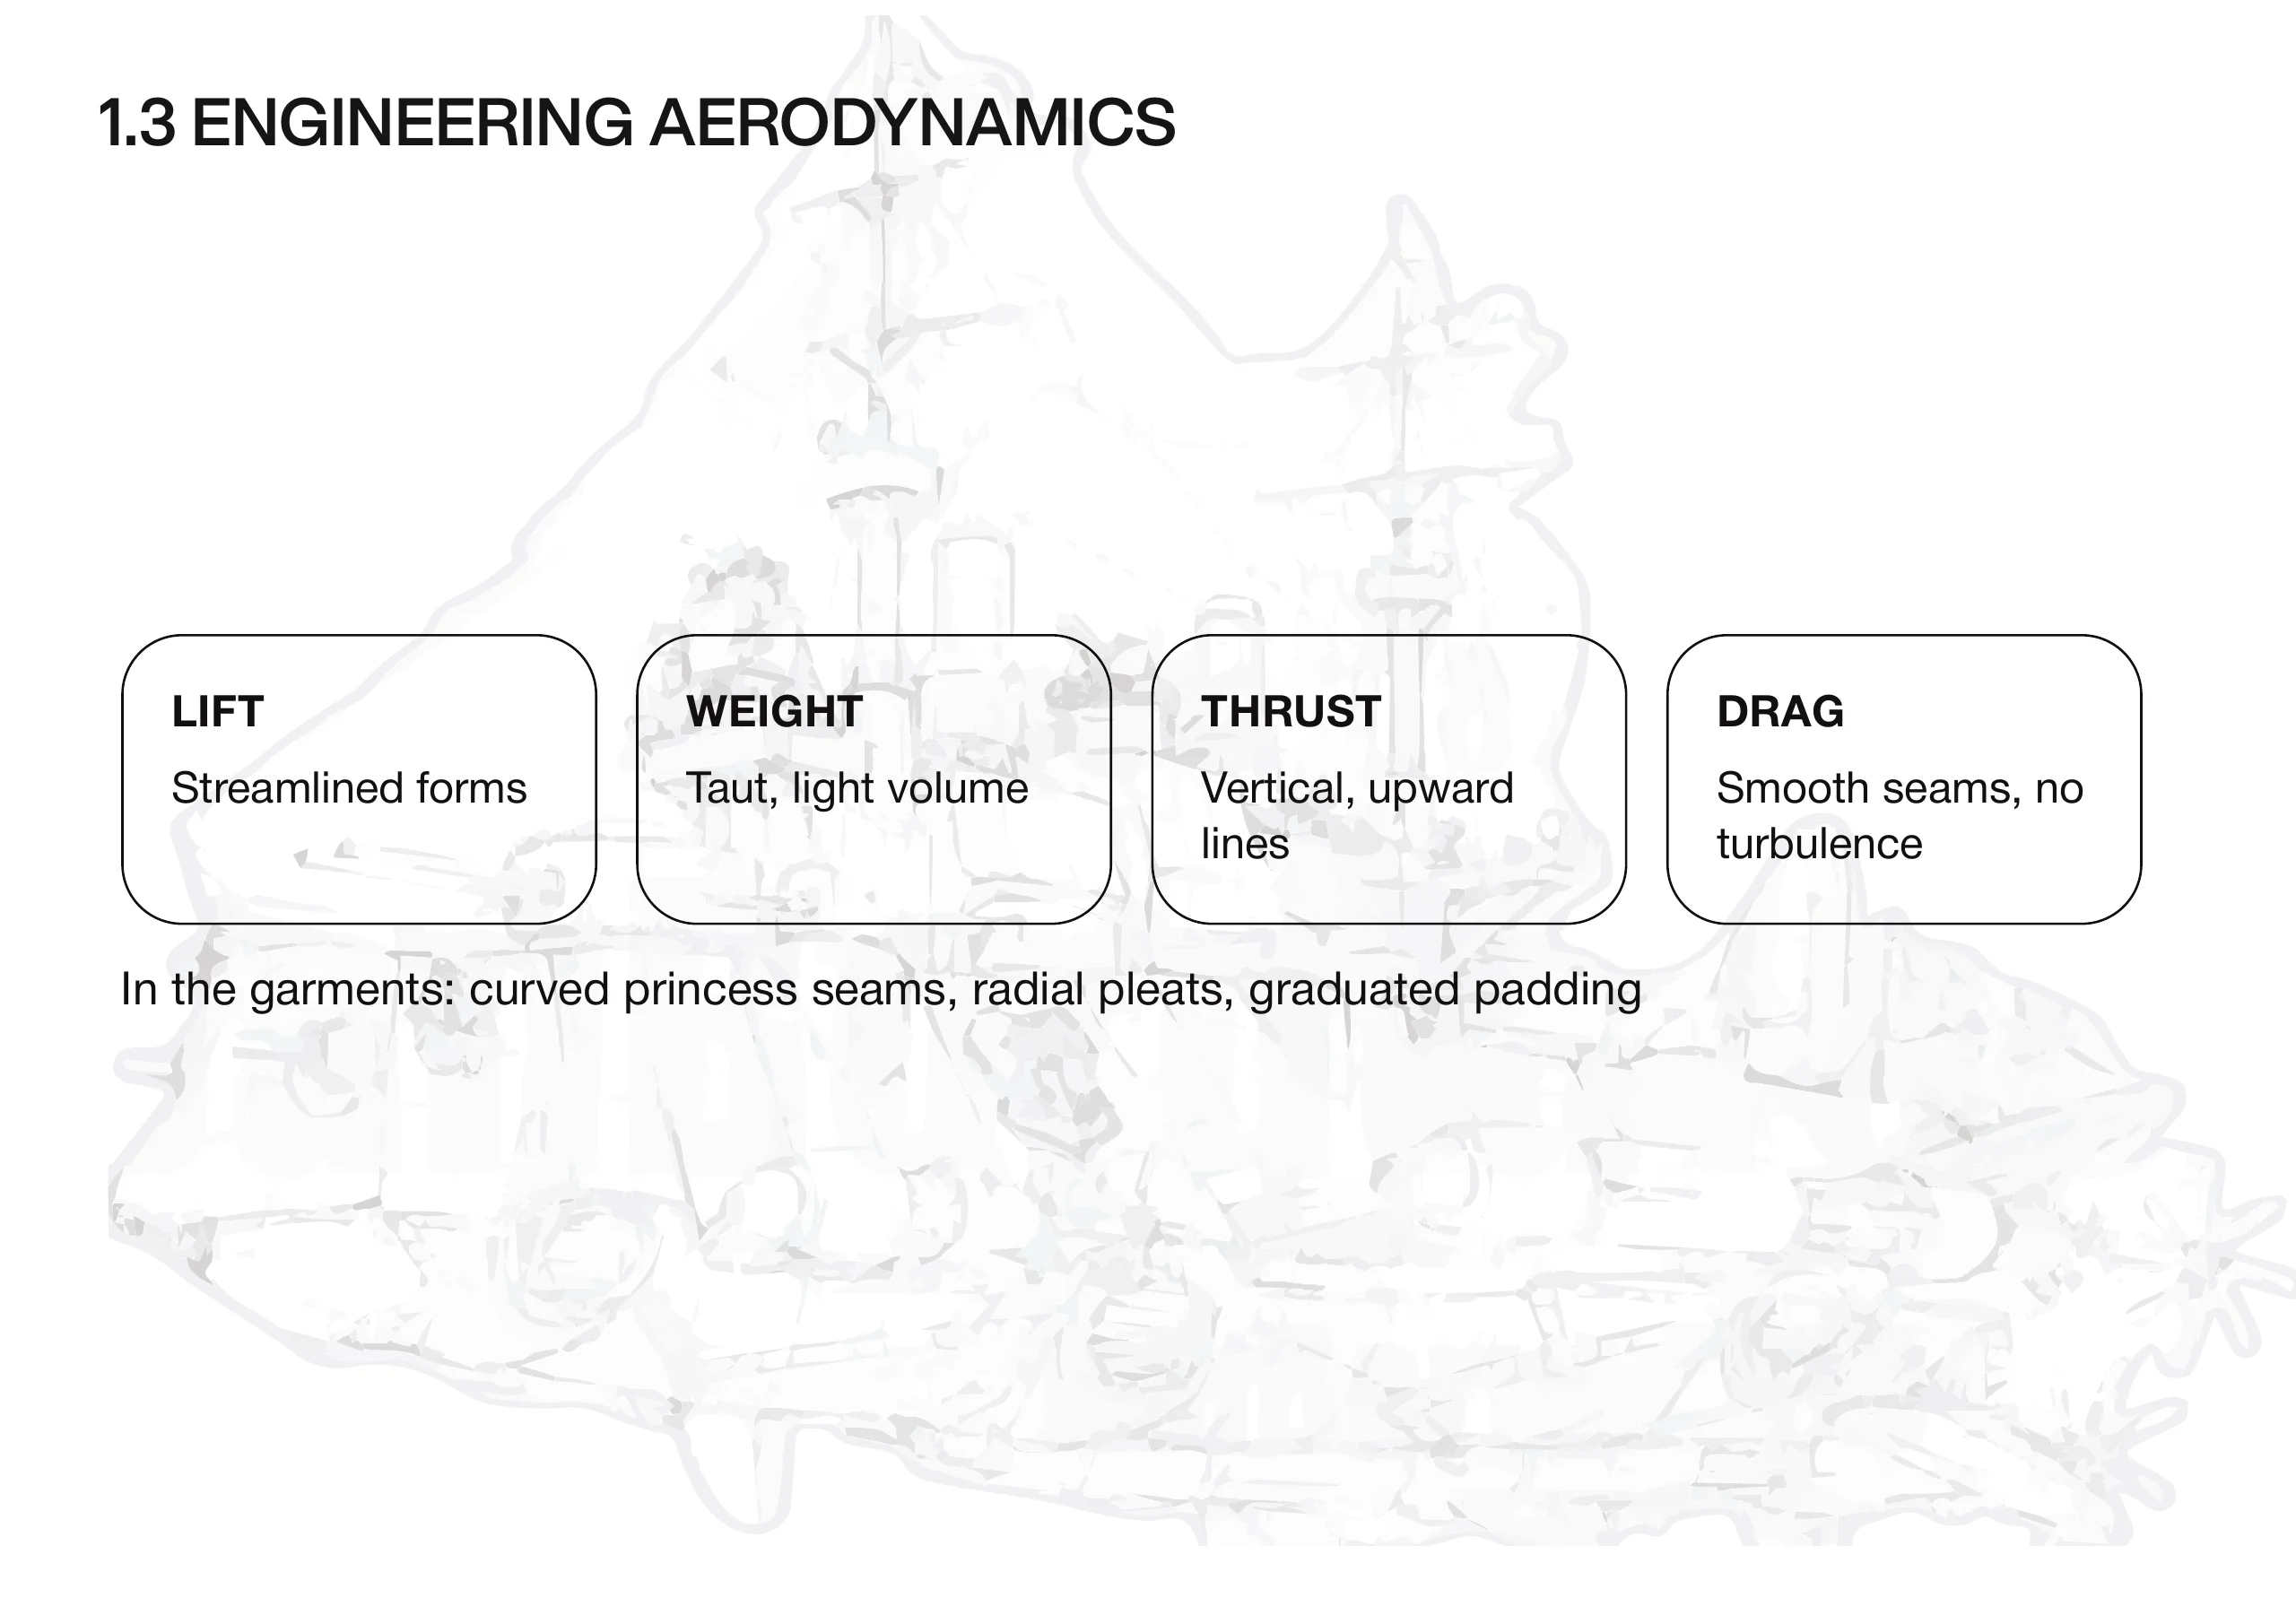 1.3 ENGINEERING AERODYNAMICS
LIFT
Streamlined forms
WEIGHT
Taut, light volume
THRUST
Vertical, upward
lines
DRAG
Smooth seams, no
turbulence
In the garments: curved princess seams, radial pleats, graduated padding